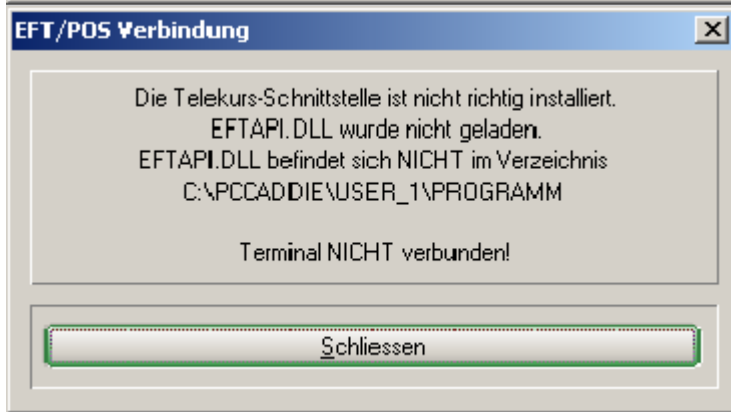 EFT/POS Verbindung
Die Telekurs-Schnittstelle ist nicht richtig installiert.
EFTAPI.DLL wurde nicht geladen.
EFTAPI.DLL befindet sich NICHT im Verzeichnis
C:\PCCADDIE\USER_1\PROGRAMM
Terminal NICHT verbunden!
Schliessen